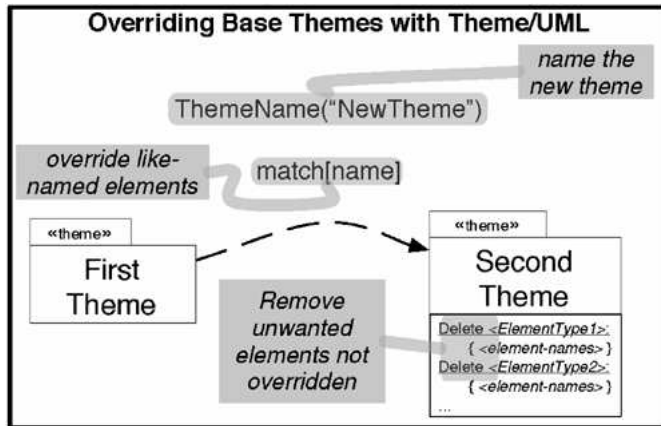 Overriding Base Themes with Theme/UML
name the
new theme
ThemeName("NewTheme")
override like-
named elements
match[name]
«theme»
First
Theme
«theme»
Second
Theme
Remove
unwanted
elements not
overridden
Delete <ElementType1>:
{ <element-names> }
Delete <ElementType2>:
{ <element-names> }
...